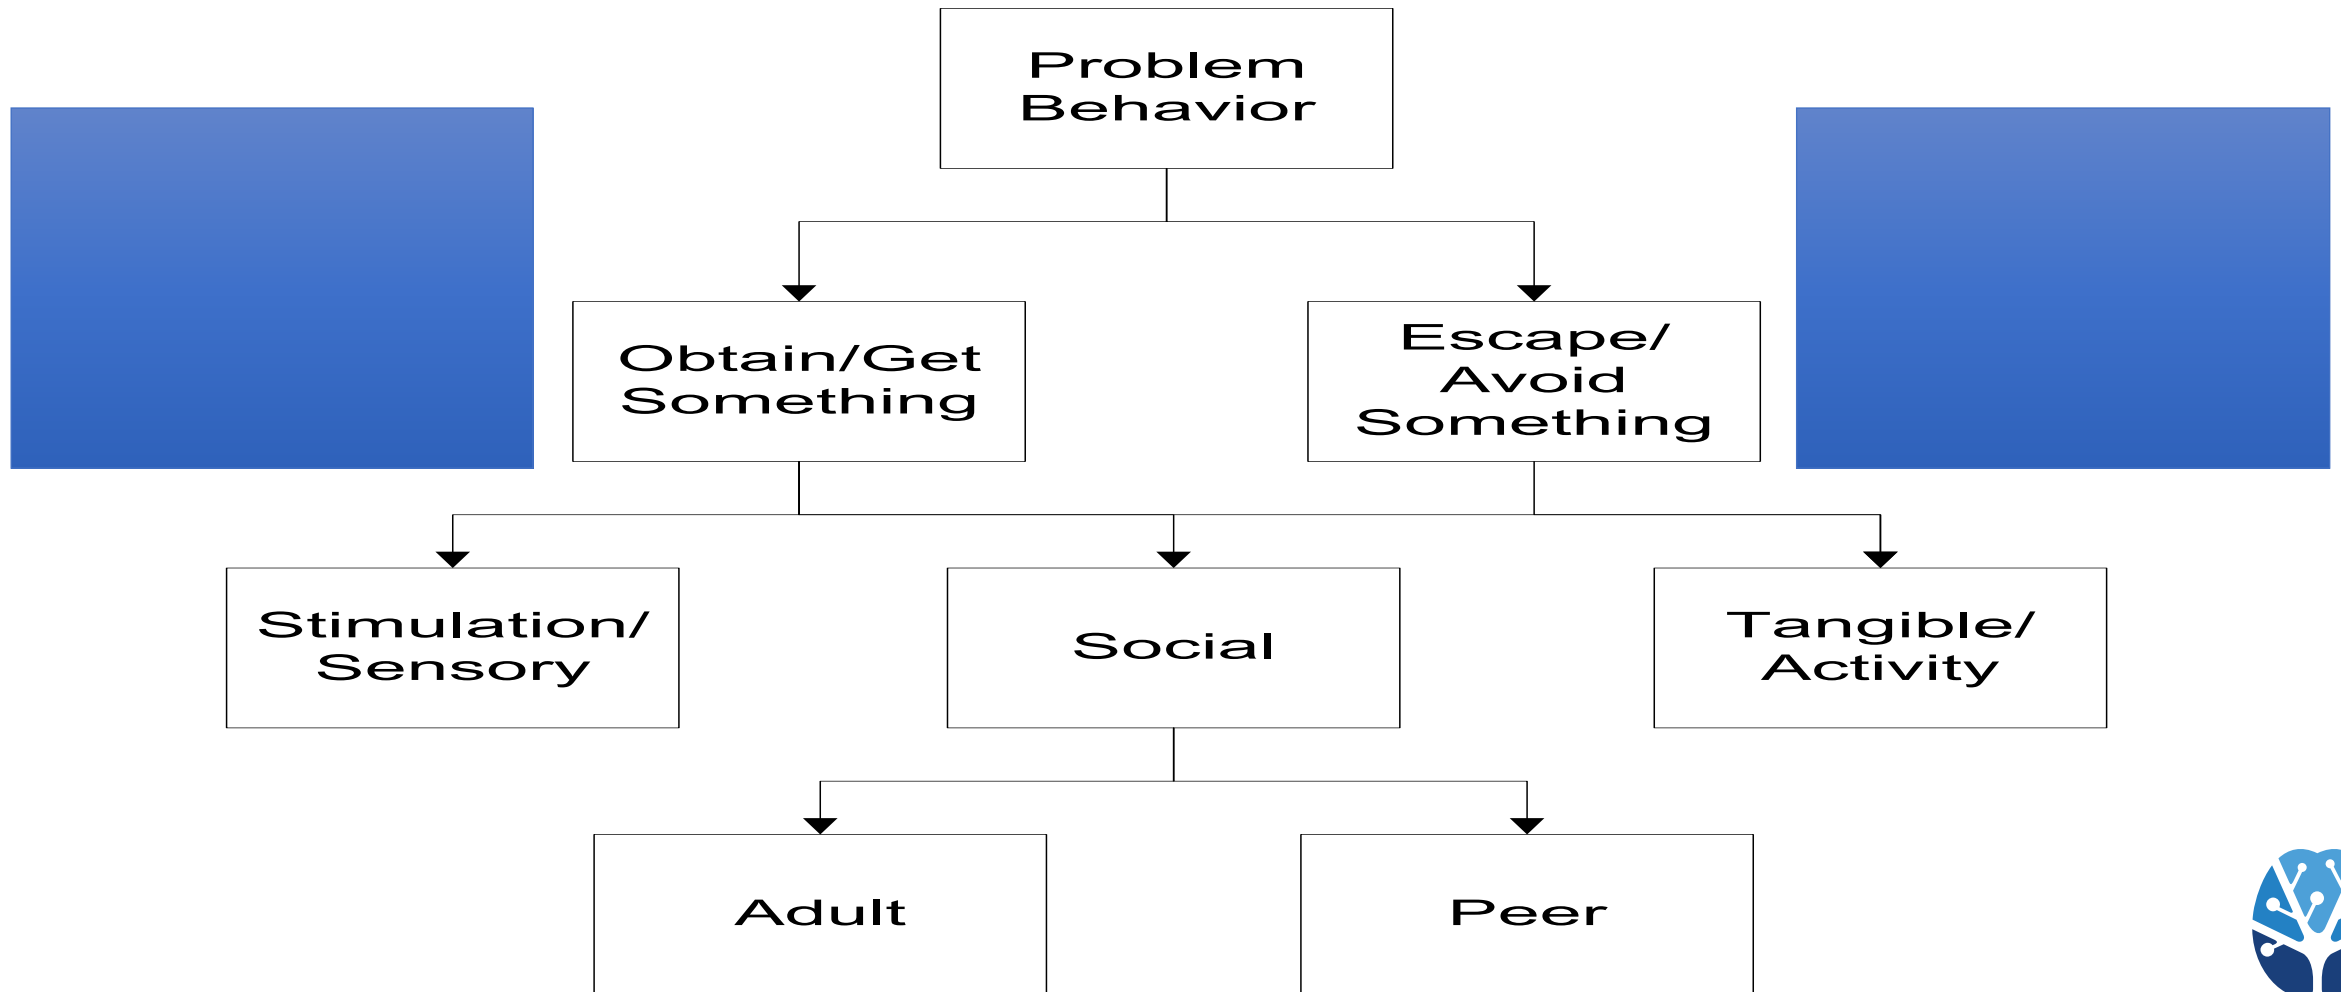 Problem
Behavior
Obtain/Get
Something
Escape/
Avoid
Something
Stimulation/
Sensory
Social
Tangible/
Activity
Adult
Peer